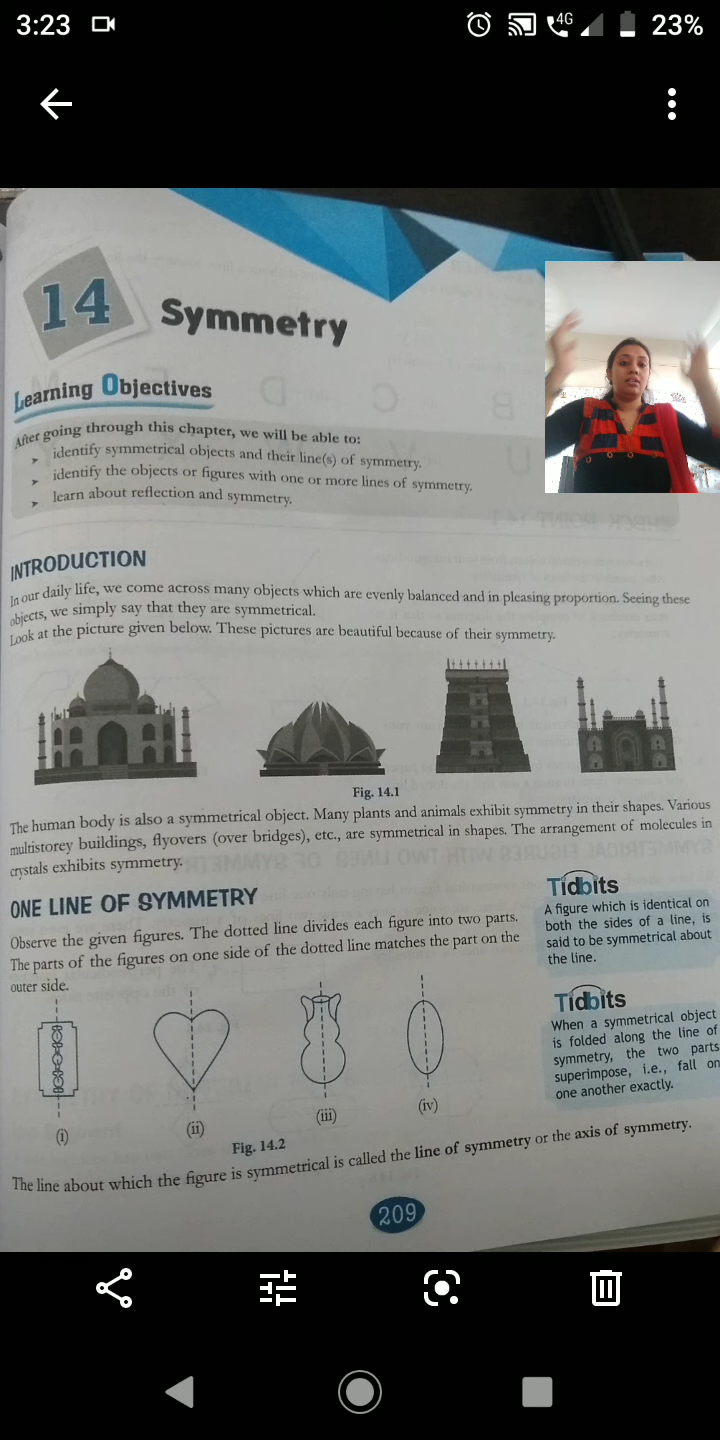 3:23
4G
23%
14
Symmetry
Learning Objectives
After going through this chapter, we will be able to:
➤ identify symmetrical objects and their line(s) of symmetry.
➤ identify the objects or figures with one or more lines of symmetry.
➤ learn about reflection and symmetry.
INTRODUCTION
In our daily life, we come across many objects which are evenly balanced and in pleasing proportion. Seeing these
objects, we simply say that they are symmetrical.
Look at the picture given below. These pictures are beautiful because of their symmetry.
Fig. 14.1
The human body is also a symmetrical object. Many plants and animals exhibit symmetry in their shapes. Various
multistorey buildings, flyovers (over bridges), etc., are symmetrical in shapes. The arrangement of molecules in
crystals exhibits symmetry.
ONE LINE OF SYMMETRY
Observe the given figures. The dotted line divides each figure into two parts.
The parts of the figures on one side of the dotted line matches the part on the
outer side.
Tidbits
A figure which is identical on
both the sides of a line, is
said to be symmetrical about
the line.
Tidbits
When a symmetrical object
is folded along the line of
symmetry, the two parts
superimpose, i.e., fall on
one another exactly.
(i)
(ii)
(iii)
(iv)
Fig. 14.2
The line about which the figure is symmetrical is called the line of symmetry or the axis of symmetry.
209